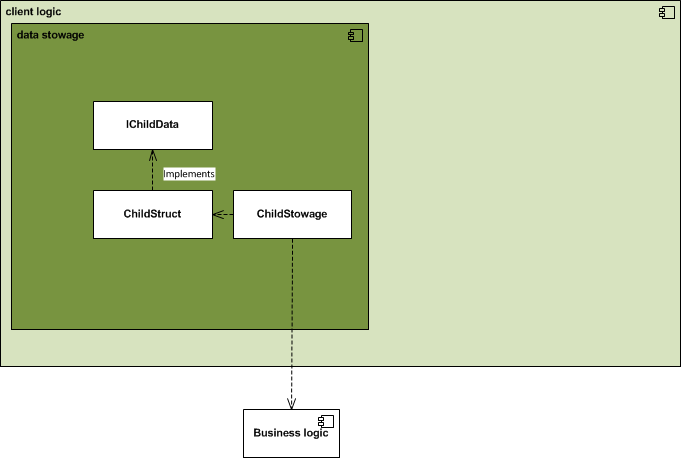 client logic
data stowage
IChildData
Implements
ChildStruct
ChildStowage
Business logic